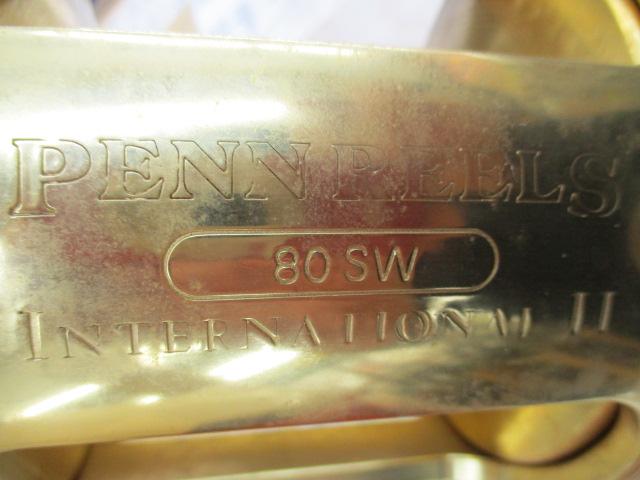 PENN REELS
80 SW
INTERNATIONAL II